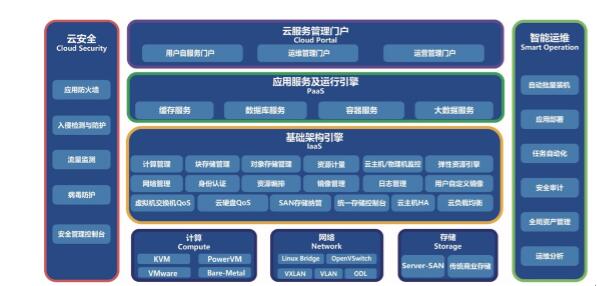 云安全
Cloud Security
应用防火墙
入侵检测与防护
流量监测
病毒防护
安全管理控制台
云服务管理门户
Cloud Portal
用户自服务门户 运维管理门户 运营管理门户
应用服务及运行引擎
PaaS
缓存服务 数据库服务 容器服务 大数据服务
基础架构引擎
IaaS
计算管理 块存储管理 对象存储管理 资源计量 云主机/物理机监控 弹性资源引擎
网络管理 身份认证 资源编排 镜像管理 日志管理 用户自定义镜像
虚拟机交换机QoS 云硬盘QoS SAN存储纳管 统一存储控制台 云主机HA 云负载均衡
计算
Compute
KVM PowerVM
VMware Bare-Metal
网络
Network
Linux Bridge OpenVSwitch
VXLAN VLAN ODL
存储
Storage
Server-SAN 传统商业存储
智能运维
Smart Operation
自动批量装机
应用部署
任务自动化
安全审计
全局资产管理
运维分析